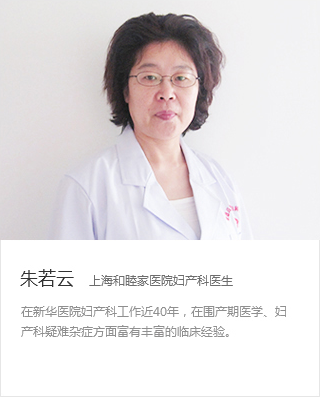 朱若云 上海和睦家医院妇产科医生
在新华医院妇产科工作近40年，在围产期医学、妇
产科疑难杂症方面富有丰富的临床经验。